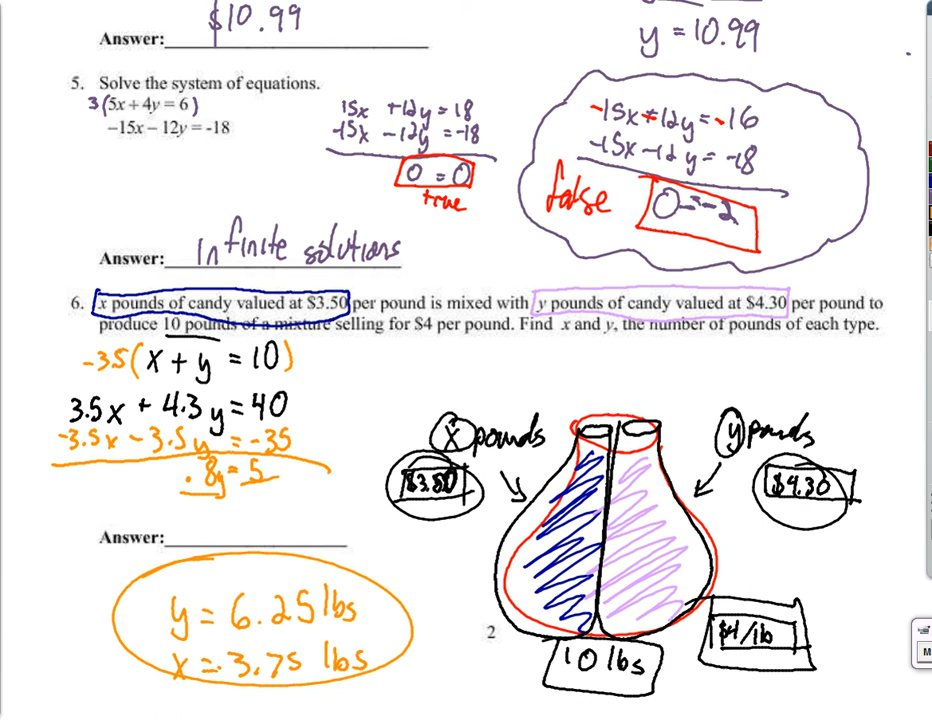 $10.99
Answer:
y = 10.99
5. Solve the system of equations.
3(5x + 4y = 6)
−15x − 12y = -18
15x + 12y = 18
-15x - 12y = -18
0 = 0
true
-15x + 12y = -16
-15x - 12y = -18
false
0 = -2
Answer: Infinite solutions
6. x pounds of candy valued at $3.50 per pound is mixed with y pounds of candy valued at $4.30 per pound to
produce 10 pounds of a mixture selling for $4 per pound. Find x and y, the number of pounds of each type.
-3.5(x + y = 10)
3.5x + 4.3y = 40
-3.5x - 3.5y = -35
.8y = 5
x pounds
$3.50
y pounds
$4.30
Answer:
y = 6.25 lbs
x = 3.75 lbs
2
10 lbs
$4/lb
M